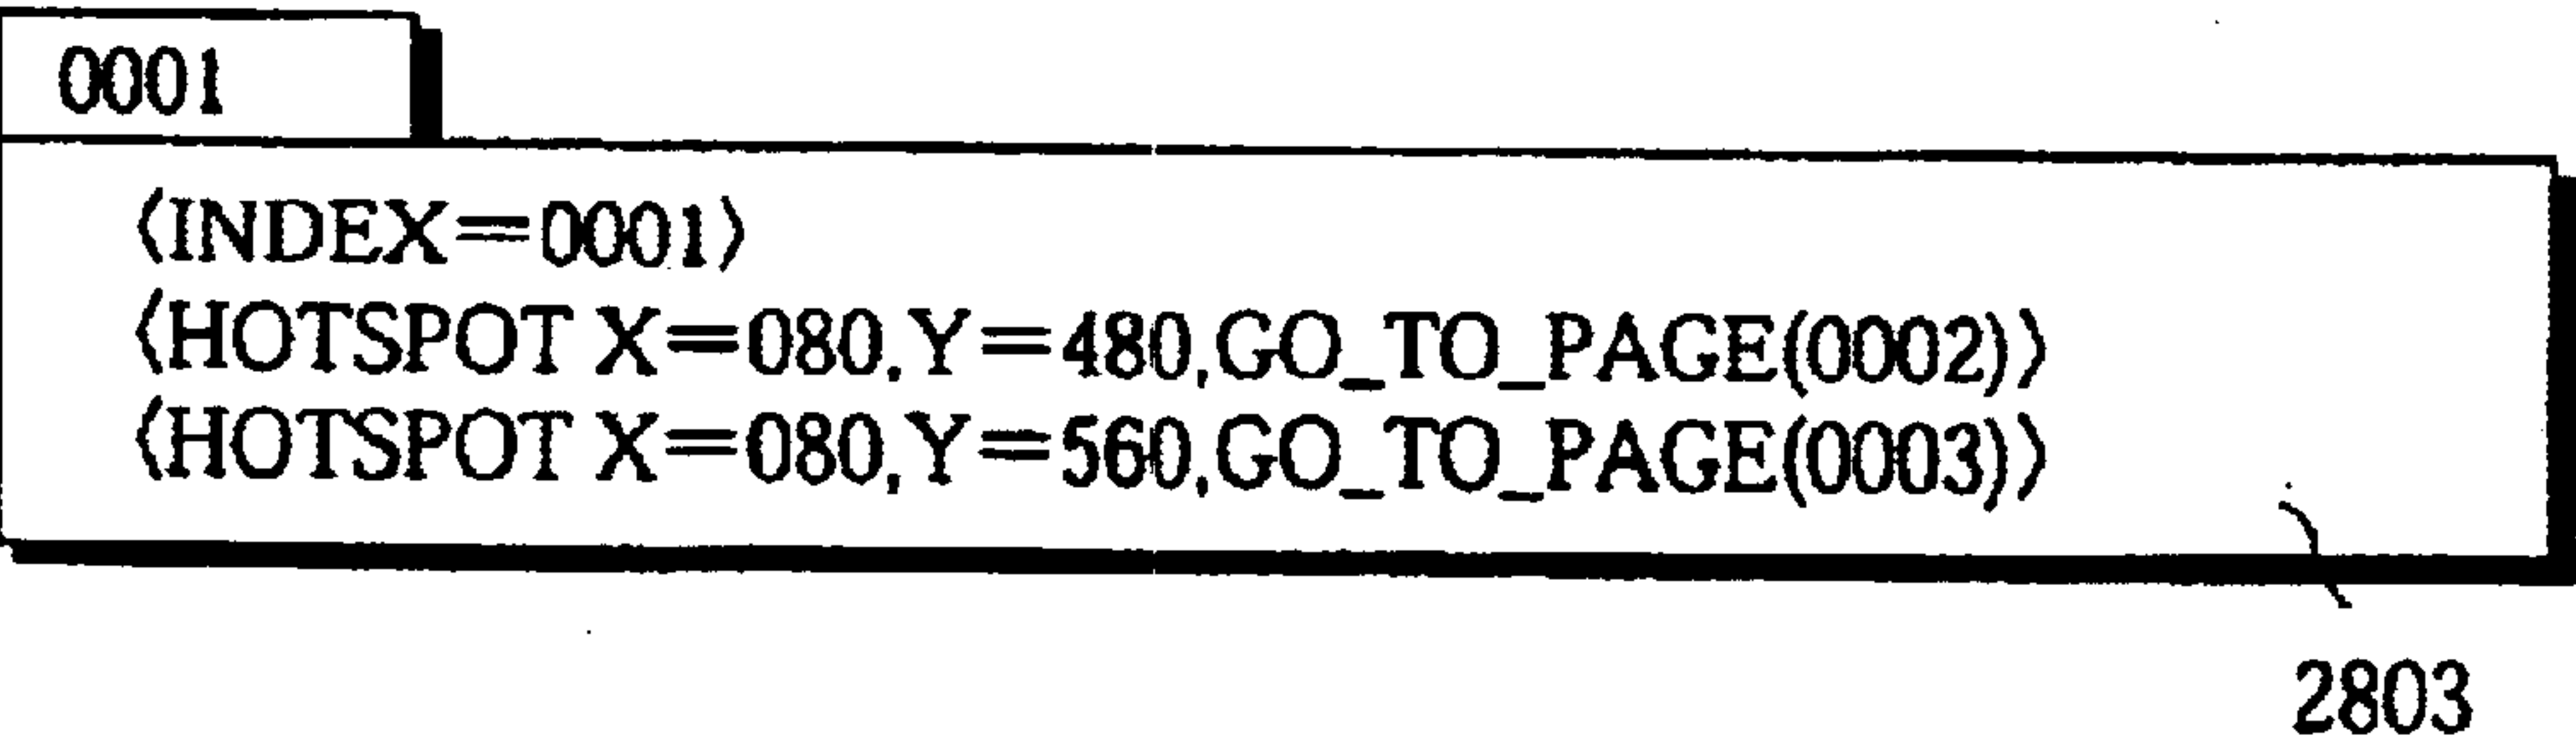 0001
〈INDEX=0001〉
〈HOTSPOT X=080,Y=480,GO_TO_PAGE(0002)〉
〈HOTSPOT X=080,Y=560,GO_TO_PAGE(0003)〉
2803